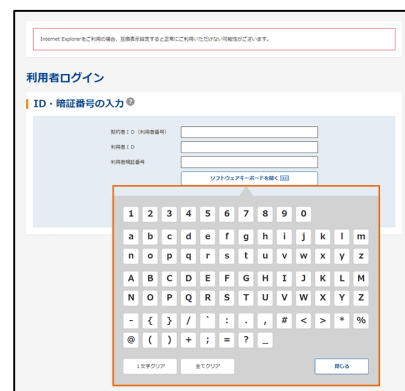 Internet Explorerをご利用の場合、互換表示設定すると正常にご利用いただけない可能性がございます。
利用者ログイン
ID・暗証番号の入力 ?
契約者ID(利用者番号)
利用者ID
利用者暗証番号
ソフトウェアキーボードを開く
1 2 3 4 5 6 7 8 9 0
a b c d e f g h i j k l m
n o p q r s t u v w x y z
A B C D E F G H I J K L M
N O P Q R S T U V W X Y Z
- { } / ` : . , # < > * %
@ ( ) + ; = ? _
1文字クリア 全てクリア 閉じる